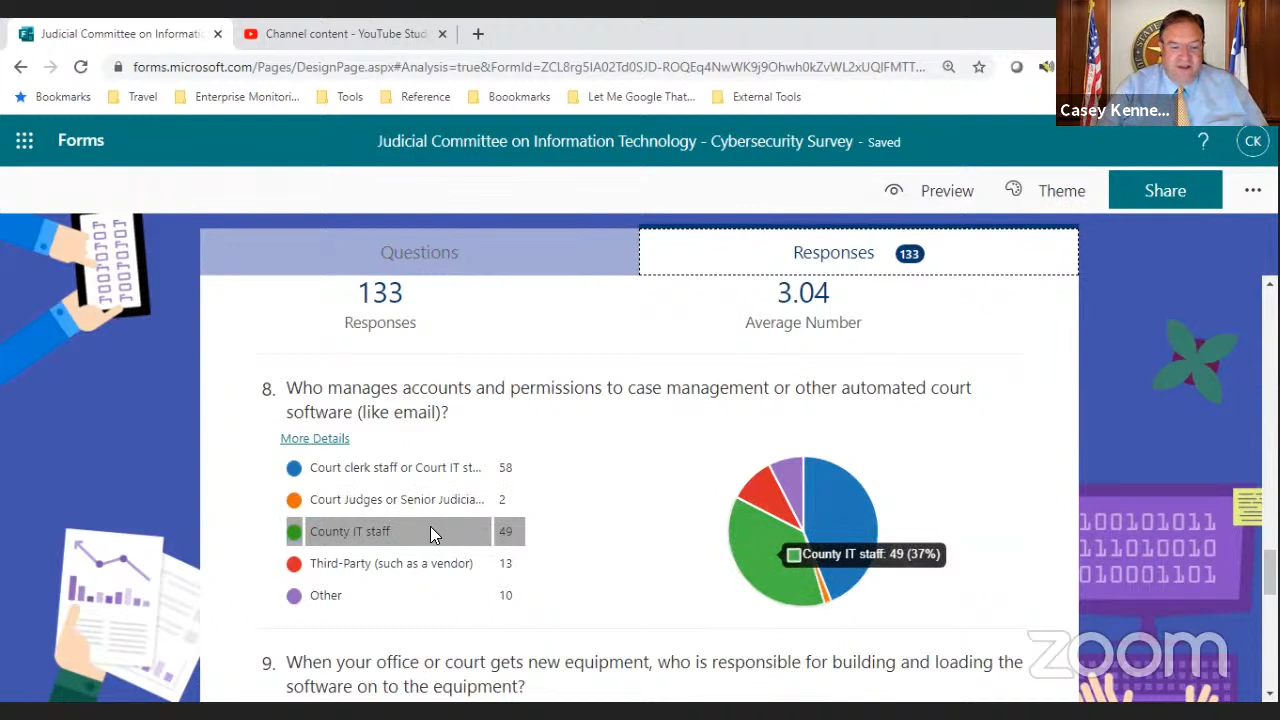 Judicial Committee on Informati
Channel content - YouTube Stud
forms.microsoft.com/Pages/DesignPage.aspx#Analysis=true&FormId=ZCL8rg5IA02Td0SJD-ROQEq4NwWK9j9Ohwh0kZvWL2xUQlFMTT...
Bookmarks
Travel
Enterprise Monitori...
Tools
Reference
Boookmarks
Let Me Google That...
External Tools
Casey Kenne...
Forms
Judicial Committee on Information Technology - Cybersecurity Survey - Saved
?
CK
Preview
Theme
Share
Questions
Responses 133
133
Responses
3.04
Average Number
8. Who manages accounts and permissions to case management or other automated court
software (like email)?
More Details
Court clerk staff or Court IT st... 58
Court Judges or Senior Judicia... 2
County IT staff 49
Third-Party (such as a vendor) 13
Other 10
County IT staff: 49 (37%)
100101011
111010011
010001101
zoom
9. When your office or court gets new equipment, who is responsible for building and loading the
software on to the equipment?